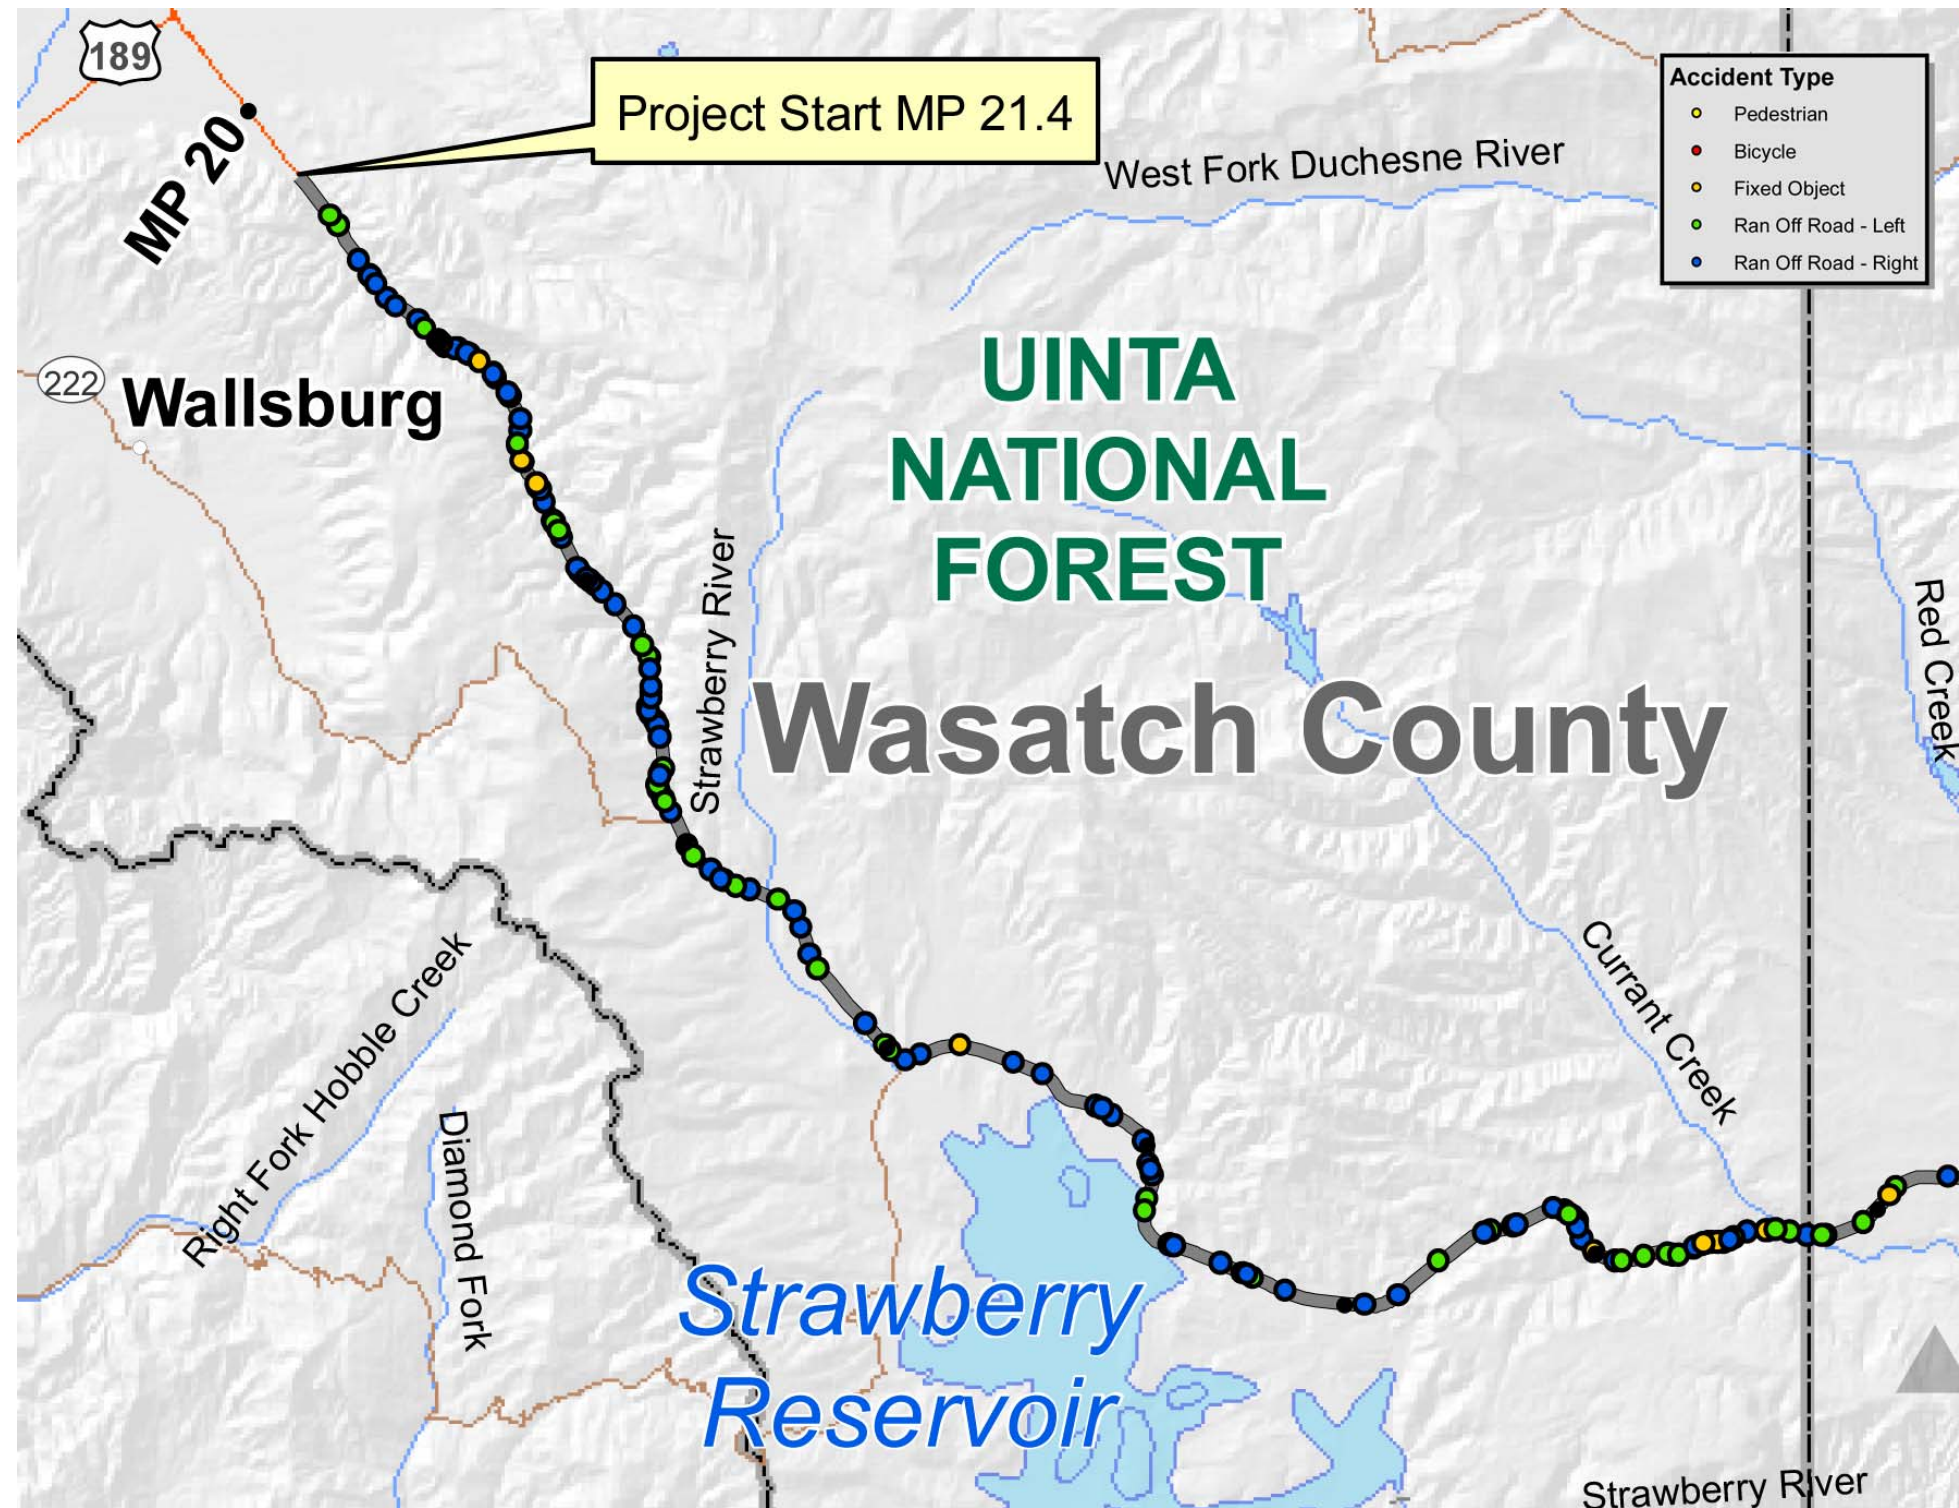 189
MP 20
Project Start MP 21.4
West Fork Duchesne River
Accident Type
Pedestrian
Bicycle
Fixed Object
Ran Off Road - Left
Ran Off Road - Right
222
Wallsburg
UINTA
NATIONAL
FOREST
Strawberry River
Red Creek
Wasatch County
Currant Creek
Right Fork Hobble Creek
Diamond Fork
Strawberry
Reservoir
Strawberry River